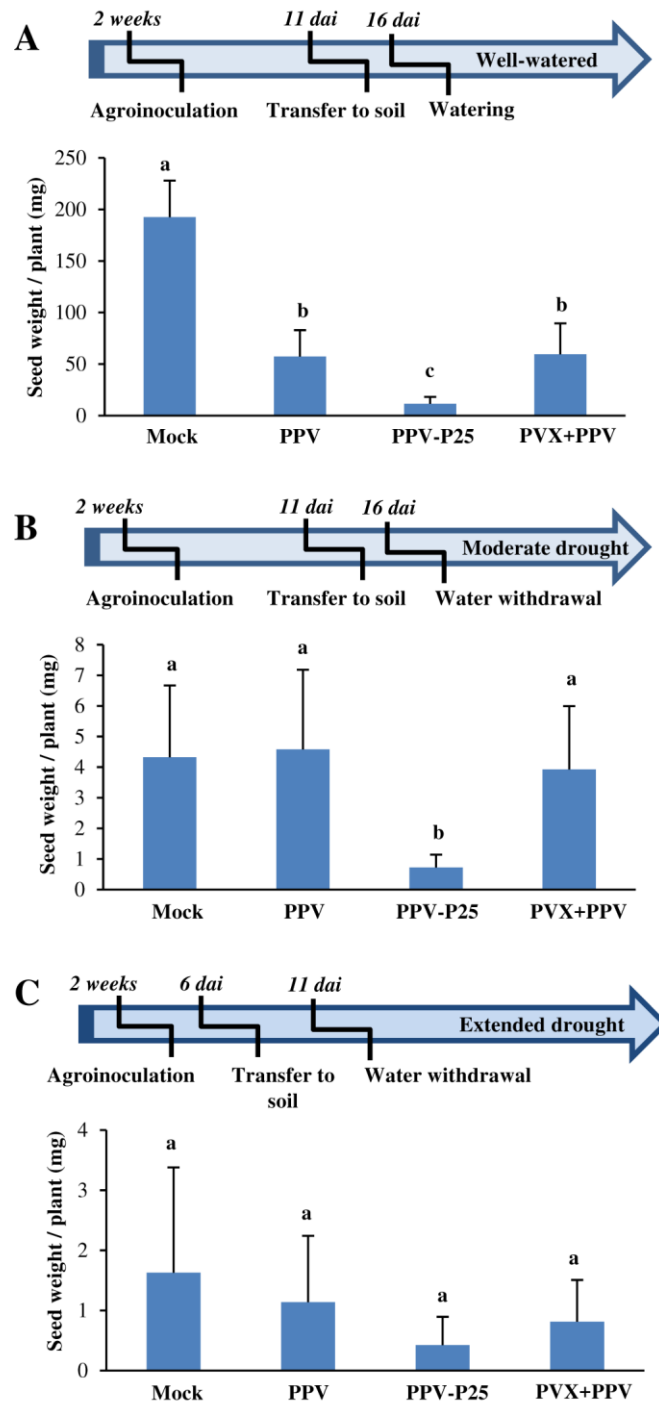 A
2 weeks 11 dai 16 dai
Well-watered
Agroinoculation Transfer to soil Watering
Seed weight / plant (mg)
250
200
150
100
50
0
a
b
c
b
Mock PPV PPV-P25 PVX+PPV
B
2 weeks 11 dai 16 dai
Moderate drought
Agroinoculation Transfer to soil Water withdrawal
Seed weight / plant (mg)
8
7
6
5
4
3
2
1
0
a
a
b
a
Mock PPV PPV-P25 PVX+PPV
C
2 weeks 6 dai 11 dai
Extended drought
Agroinoculation Transfer to Water withdrawal
soil
Seed weight / plant (mg)
4
3
2
1
0
a
a
a
a
Mock PPV PPV-P25 PVX+PPV